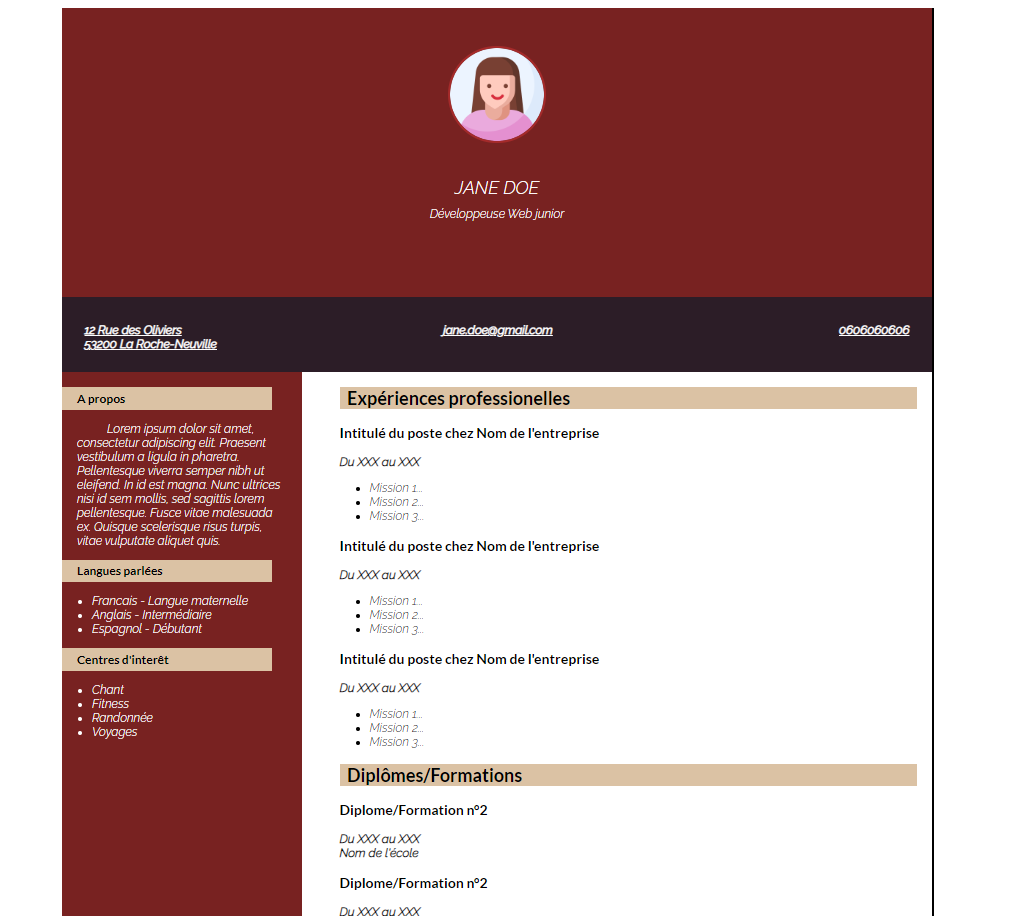 JANE DOE
Développeuse Web junior
12 Rue des Oliviers
53200 La Roche-Neuville
jane.doe@gmail.com
0606060606
A propos
Lorem ipsum dolor sit amet,
consectetur adipiscing elit. Praesent
vestibulum a ligula in pharetra.
Pellentesque viverra semper nibh ut
eleifend. In id est magna. Nunc ultrices
nisi id sem mollis, sed sagittis lorem
pellentesque. Fusce vitae malesuada
ex. Quisque scelerisque risus turpis,
vitae vulputate aliquet quis.
Langues parlées
Francais - Langue maternelle
Anglais - Intermédiaire
Espagnol - Débutant
Centres d'interêt
Chant
Fitness
Randonnée
Voyages
Expériences professionelles
Intitulé du poste chez Nom de l'entreprise
Du XXX au XXX
Mission 1...
Mission 2...
Mission 3...
Intitulé du poste chez Nom de l'entreprise
Du XXX au XXX
Mission 1...
Mission 2...
Mission 3...
Intitulé du poste chez Nom de l'entreprise
Du XXX au XXX
Mission 1...
Mission 2...
Mission 3...
Diplômes/Formations
Diplome/Formation n°2
Du XXX au XXX
Nom de l'école
Diplome/Formation n°2
Du XXX au XXX